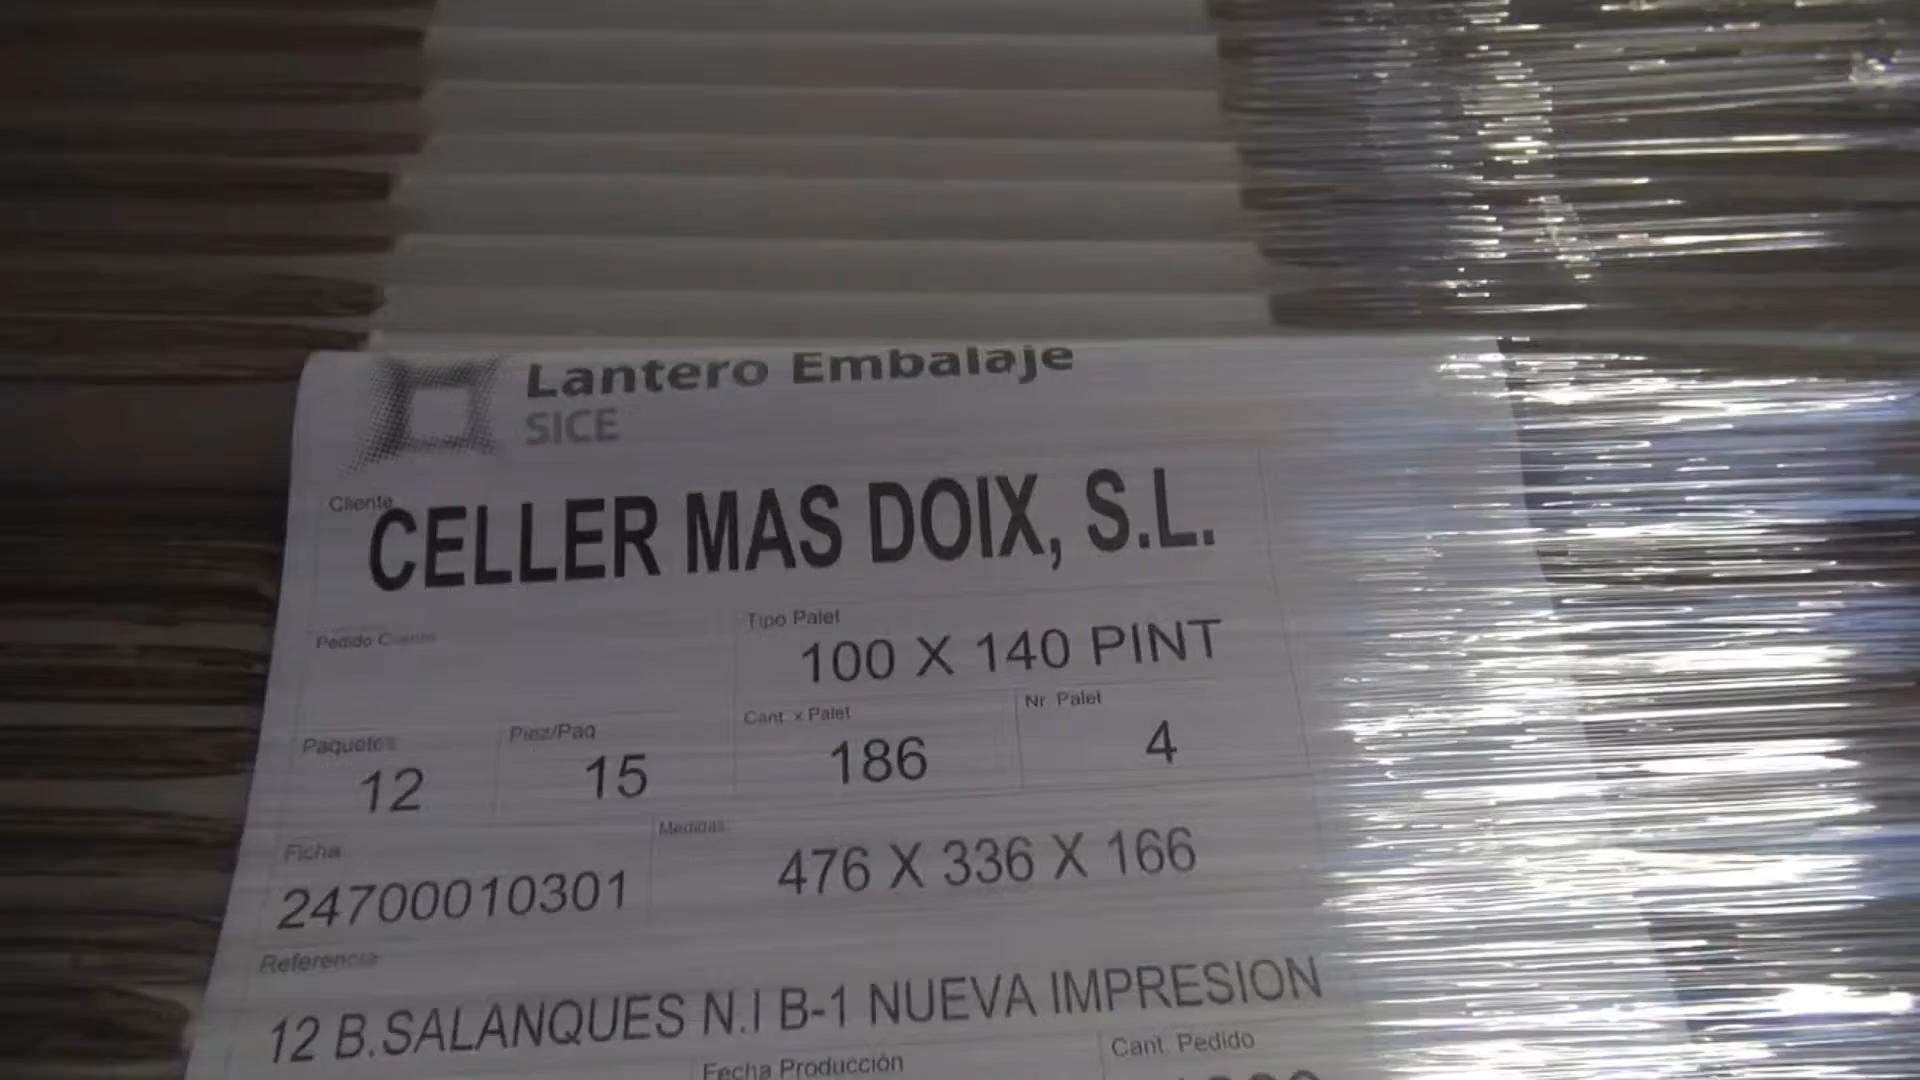 Lantero Embalaje
SICE
Cliente
CELLER MAS DOIX, S.L.
Pedido Cliente
Tipo Palet
100 X 140 PINT
Paquetes
12
Piez/Paq
15
Cant x Palet
186
Nr. Palet
4
Ficha
24700010301
Medidas
476 X 336 X 166
Referencia
12 B.SALANQUES N.I B-1 NUEVA IMPRESION
Fecha Producción
Cant. Pedido